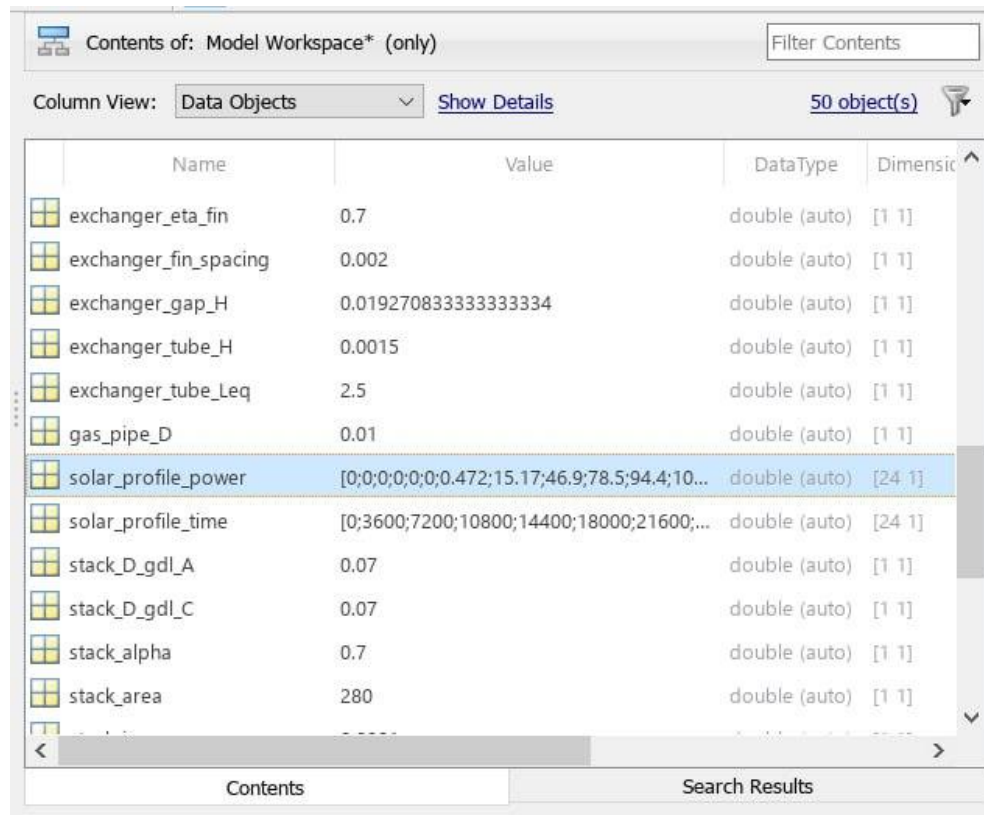 Contents of: Model Workspace* (only)
Filter Contents
Column View: Data Objects Show Details 50 object(s)
Name Value DataType Dimensic
exchanger_eta_fin 0.7 double (auto) [1 1]
exchanger_fin_spacing 0.002 double (auto) [1 1]
exchanger_gap_H 0.019270833333333334 double (auto) [1 1]
exchanger_tube_H 0.0015 double (auto) [1 1]
exchanger_tube_Leq 2.5 double (auto) [1 1]
gas_pipe_D 0.01 double (auto) [1 1]
solar_profile_power [0;0;0;0;0;0;0.472;15.17;46.9;78.5;94.4;10... double (auto) [24 1]
solar_profile_time [0;3600;7200;10800;14400;18000;21600;... double (auto) [24 1]
stack_D_gdl_A 0.07 double (auto) [1 1]
stack_D_gdl_C 0.07 double (auto) [1 1]
stack_alpha 0.7 double (auto) [1 1]
stack_area 280 double (auto) [1 1]
Contents Search Results